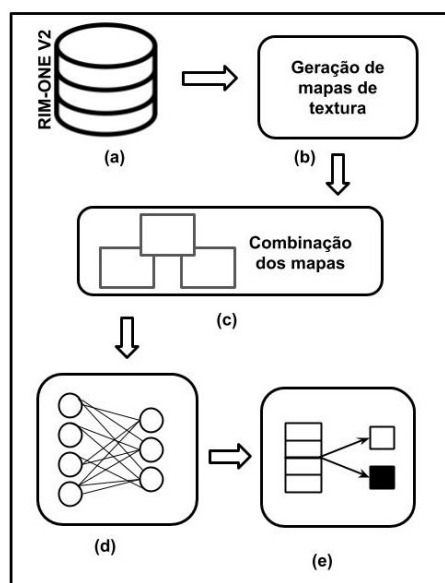 RIM-ONE V2
(a)
Geração de
mapas de
textura
(b)
Combinação
dos mapas
(c)
(d)
(e)